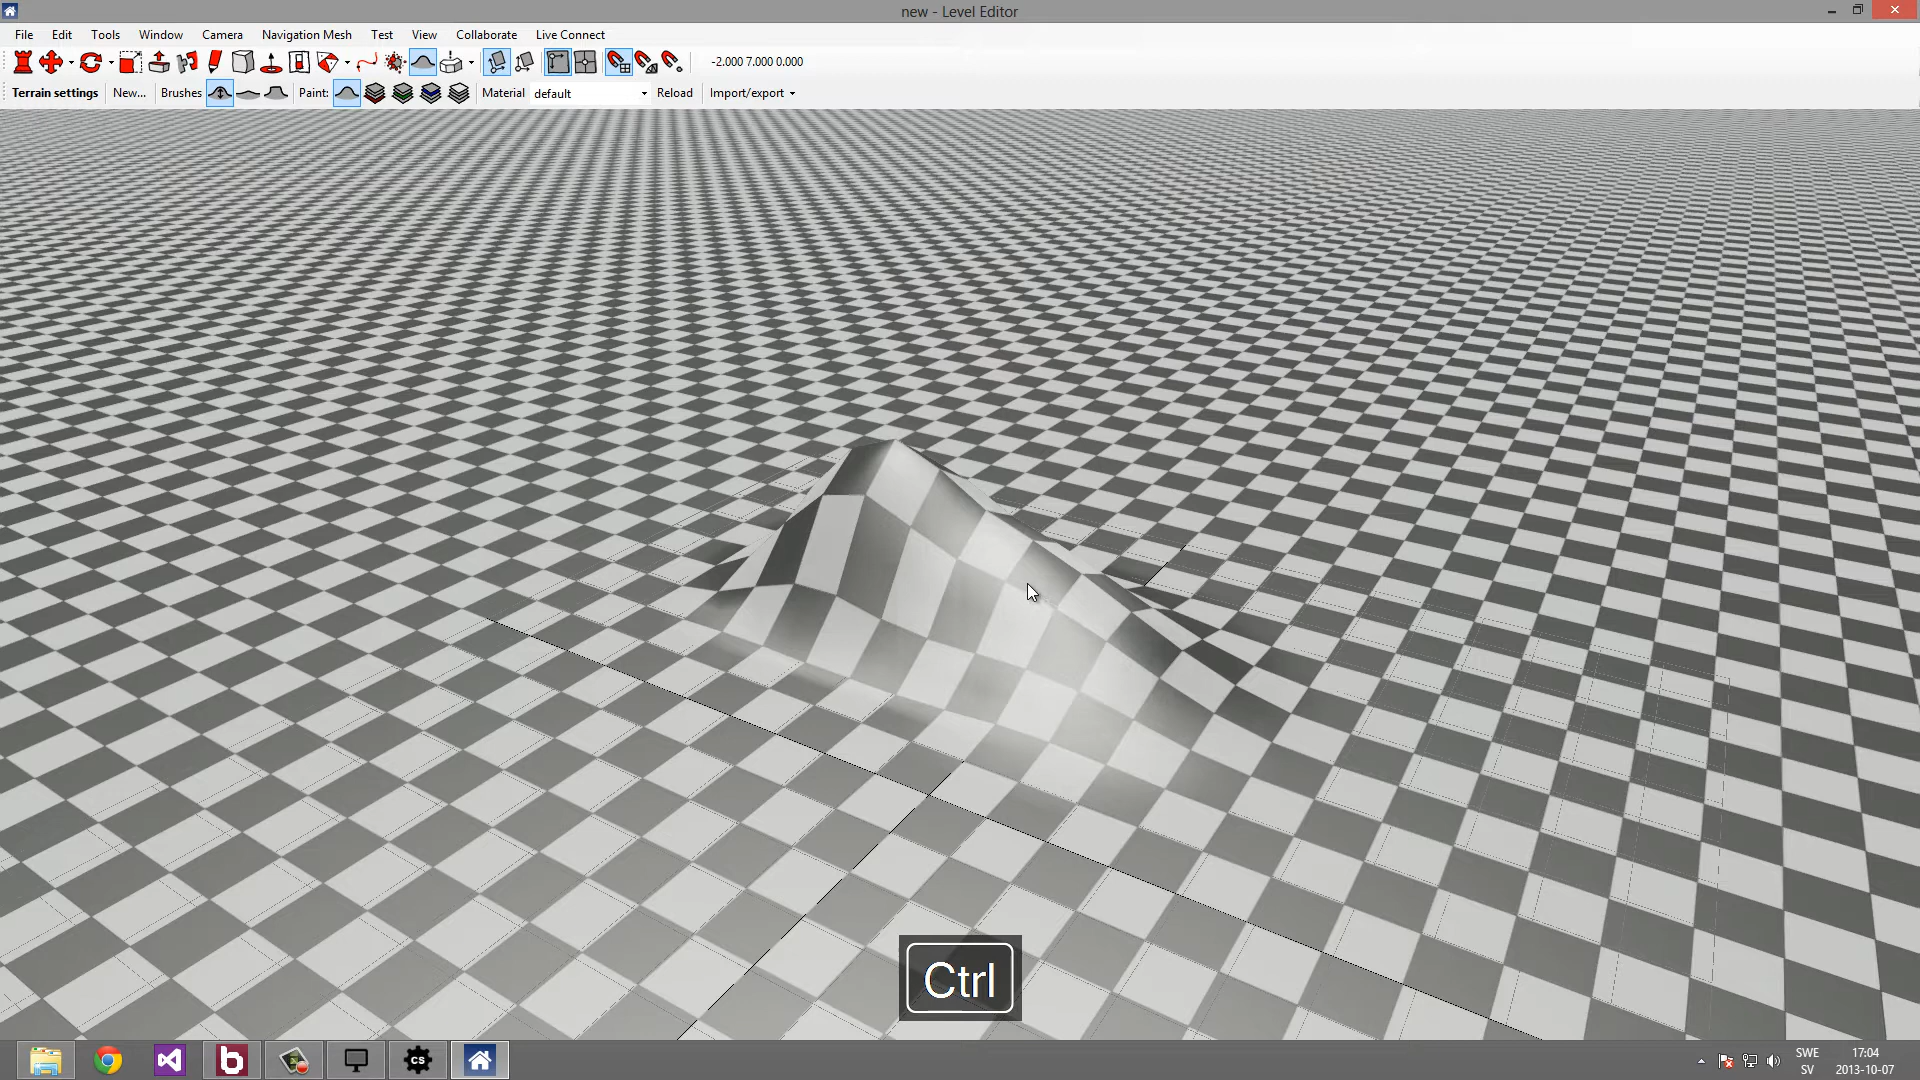 new - Level Editor
File Edit Tools Window Camera Navigation Mesh Test View Collaborate Live Connect
-2.000 7.000 0.000
Terrain settings New... Brushes Paint: Material default Reload Import/export
Ctrl
b CS SWE 17:04
SV 2013-10-07